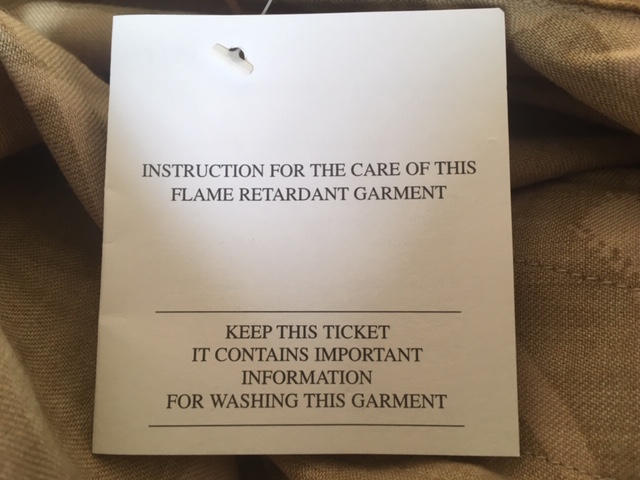 INSTRUCTION FOR THE CARE OF THIS
FLAME RETARDANT GARMENT
KEEP THIS TICKET
IT CONTAINS IMPORTANT
INFORMATION
FOR WASHING THIS GARMENT